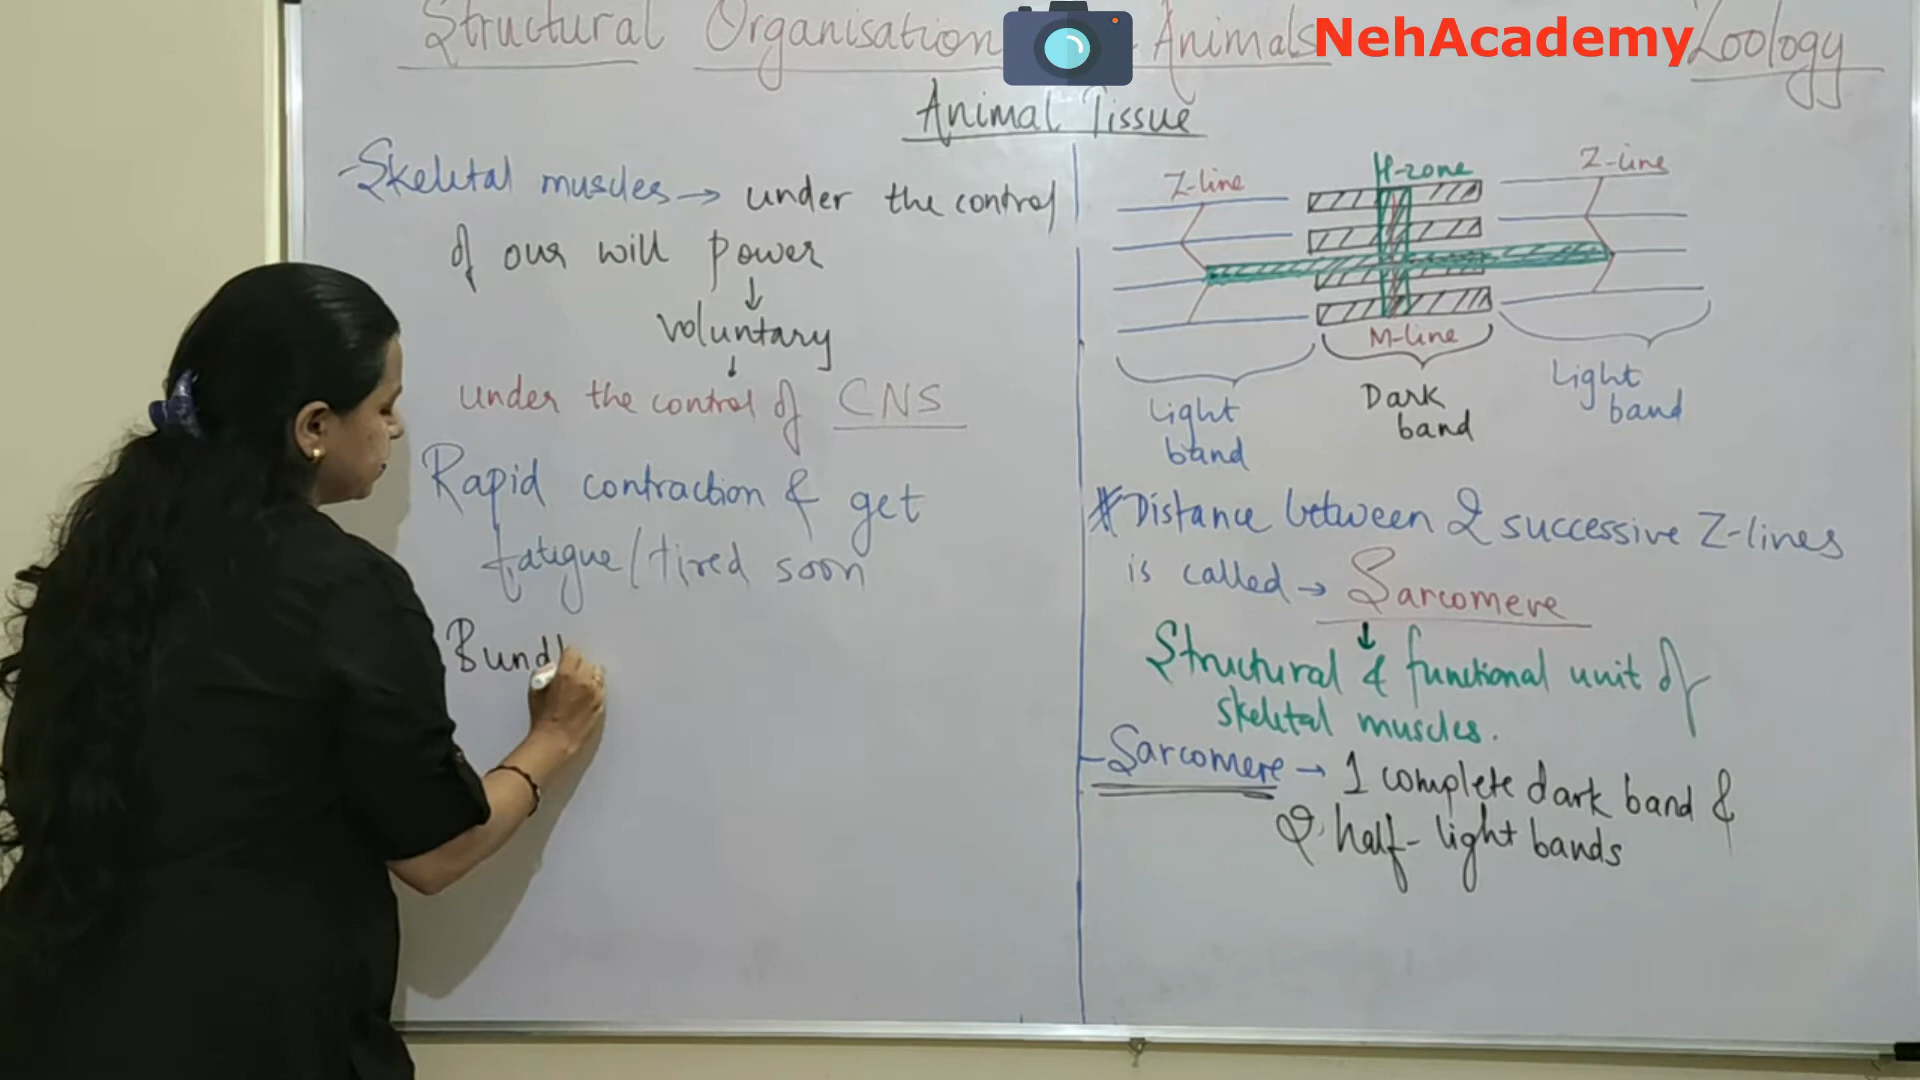 Structural Organisation Animals Zoology
NehAcademy
Animal Tissue
-Skeletal muscles → under the control
of our will power
↓
voluntary
↓
under the control of CNS
Rapid contraction & get
fatigue/tired soon
Bundl
Z-line
H-zone
Z-line
M-line
Light
band
Dark
band
Light
band
* Distance between 2 successive Z-lines
is called → Sarcomere
↓
Structural & functional unit of
skeletal muscles.
-Sarcomere → 1 complete dark band &
2 half-light bands